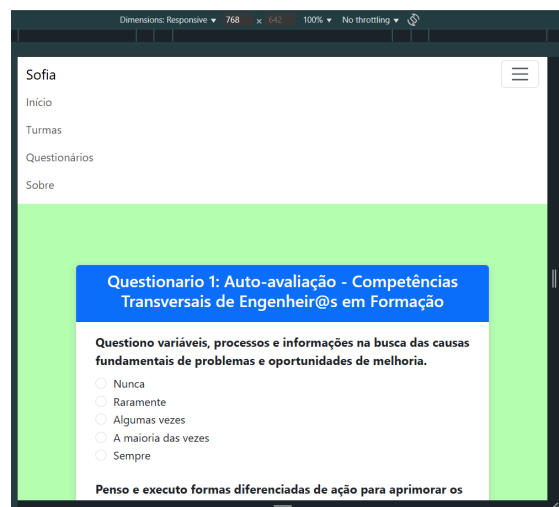 Dimensions: Responsive ▼ 768 x 642 100% ▼ No throttling ▼
Sofia
Início
Turmas
Questionários
Sobre
Questionario 1: Auto-avaliação - Competências
Transversais de Engenheir@s em Formação
Questiono variáveis, processos e informações na busca das causas
fundamentais de problemas e oportunidades de melhoria.
Nunca
Raramente
Algumas vezes
A maioria das vezes
Sempre
Penso e executo formas diferenciadas de ação para aprimorar os